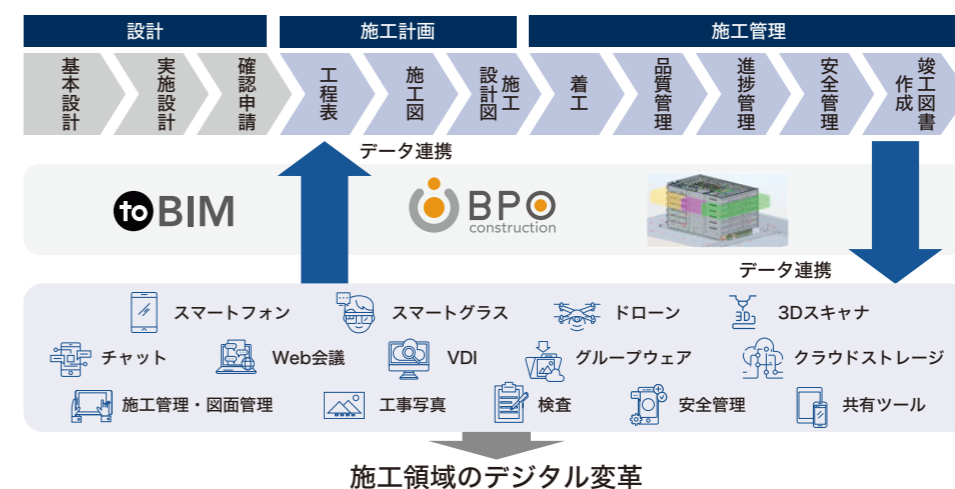 設計
施工計画
施工管理
基本設計
実施設計
確認申請
工程表
施工図
施工
設計図
着工
品質管理
進捗管理
安全管理
竣工図書
作成
データ連携
toBIM
BPO
construction
データ連携
スマートフォン
スマートグラス
ドローン
3D
3Dスキャナ
チャット
Web会議
VDI
グループウェア
クラウドストレージ
施工管理・図面管理
工事写真
検査
安全管理
共有ツール
施工領域のデジタル変革